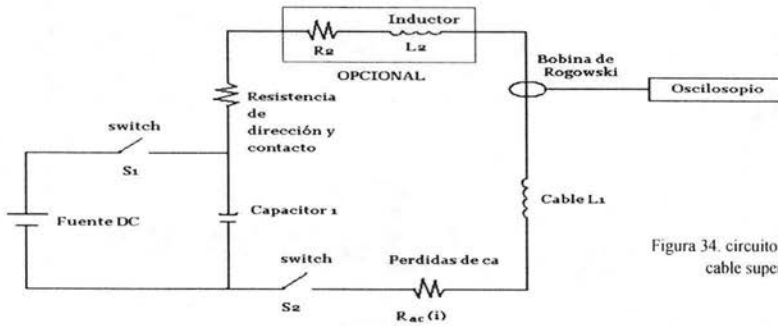 Inductor
R2
L2
OPCIONAL
Bobina de
Rogowski
Oscilosopio
Resistencia
de
dirección y
contacto
switch
S1
Fuente DC
Capacitor 1
Cable L1
switch
S2
Perdidas de ca
Rac (i)
Figura 34. circuito
cable super